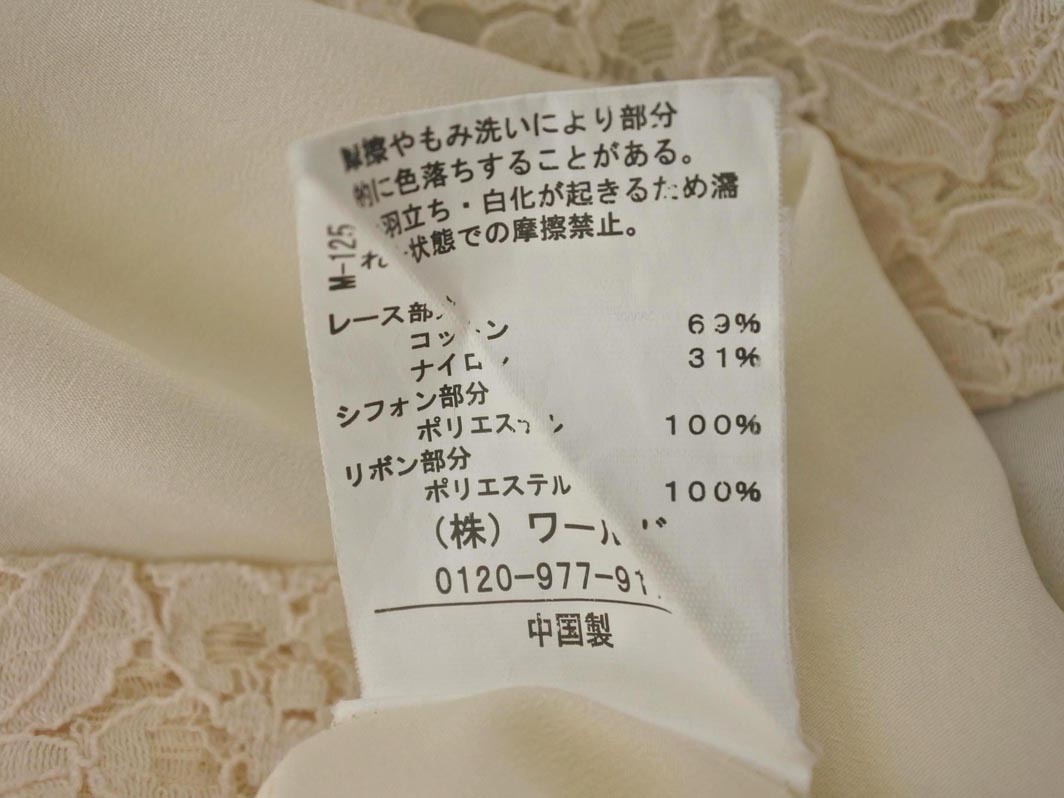 摩擦やもみ洗いにより部分
的に色落ちすることがある。
羽立ち・白化が起きるため濡
れた状態での摩擦禁止。
M-125
レース部分
コットン 69%
ナイロン 31%
シフォン部分
ポリエステル 100%
リボン部分
ポリエステル 100%
(株) ワールド
0120-977-91
中国製